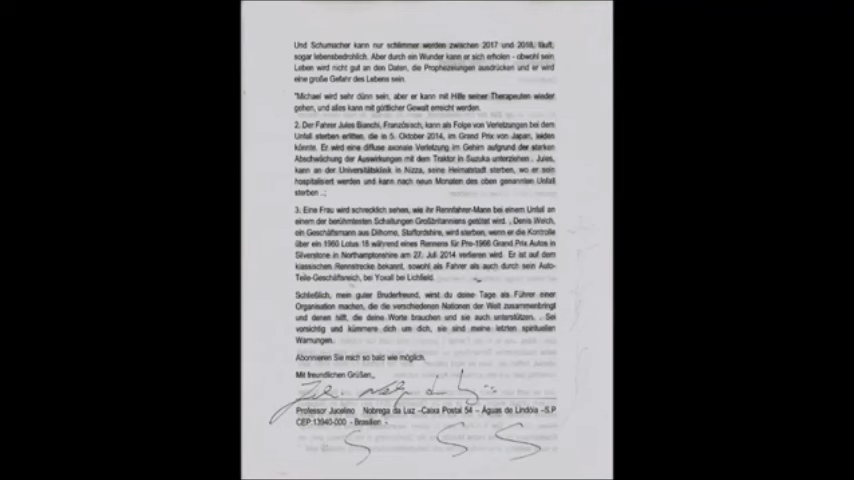 Und Schumacher kann nur schlimmer werden zwischen 2017 und 2018, läuft,
sogar lebensbedrohlich. Aber durch ein Wunder kann er sich erholen - obwohl sein
Leben wird nicht gut an den Daten, die Prophezeiungen ausdrücken und er wird
eine große Gefahr des Lebens sein.
"Michael wird sehr dünn sein, aber er kann mit Hilfe seiner Therapeuten wieder
gehen, und alles kann mit göttlicher Gewalt erreicht werden.
2. Der Fahrer Jules Bianchi, Französisch, kann als Folge von Verletzungen bei dem
Unfall sterben erlitten, die is 5. Oktober 2014, im Grand Prix von Japan, leiden
könnte. Er wird eine diffuse axonale Verletzung im Gehirn aufgrund der starken
Abschwächung der Auswirkungen mit dem Traktor in Suzuka unterziehen . Jules,
kann an der Universitätsklinik in Nizza, seine Heimatstadt sterben, wo er sein
hospitalisiert werden und kann nach neun Monaten des oben genannten Unfall
sterben ..;
3. Eine Frau wird schrecklich sehen, wie ihr Rennfahrer-Mann bei einem Unfall an
einem der berühmtesten Schaltungen Großbritanniens getötet wird. , Denis Welch,
ein Geschäftsmann aus Dilhorne, Staffordshire, wird sterben, wenn er die Kontrolle
über ein 1960 Lotus 18 während eines Rennens für Pre-1966 Grand Prix Autos in
Silverstone in Northamptonshire am 27. Juli 2014 verlieren wird. Er ist auf dem
klassischen Rennstrecke bekannt, sowohl als Fahrer als auch durch sein Auto-
Teile-Geschäftsreich, bei Yoxall bei Lichfield.
Schließlich, mein guter Bruderfreund, wirst du deine Tage als Führer einer
Organisation machen, die die verschiedenen Nationen der Welt zusammenbringt
und denen hilft, die deine Worte brauchen und sie auch unterstützen. . Sei
vorsichtig und kümmere dich um dich, sie sind meine letzten spirituellen
Warnungen.
Abonnieren Sie mich so bald wie möglich.
Mit freundlichen Grüßen,
Professor Jucelino Nobrega da Luz –Caixa Postal 54 – Águas de Lindóia –S.P
CEP:13940-000 - Brasilien -